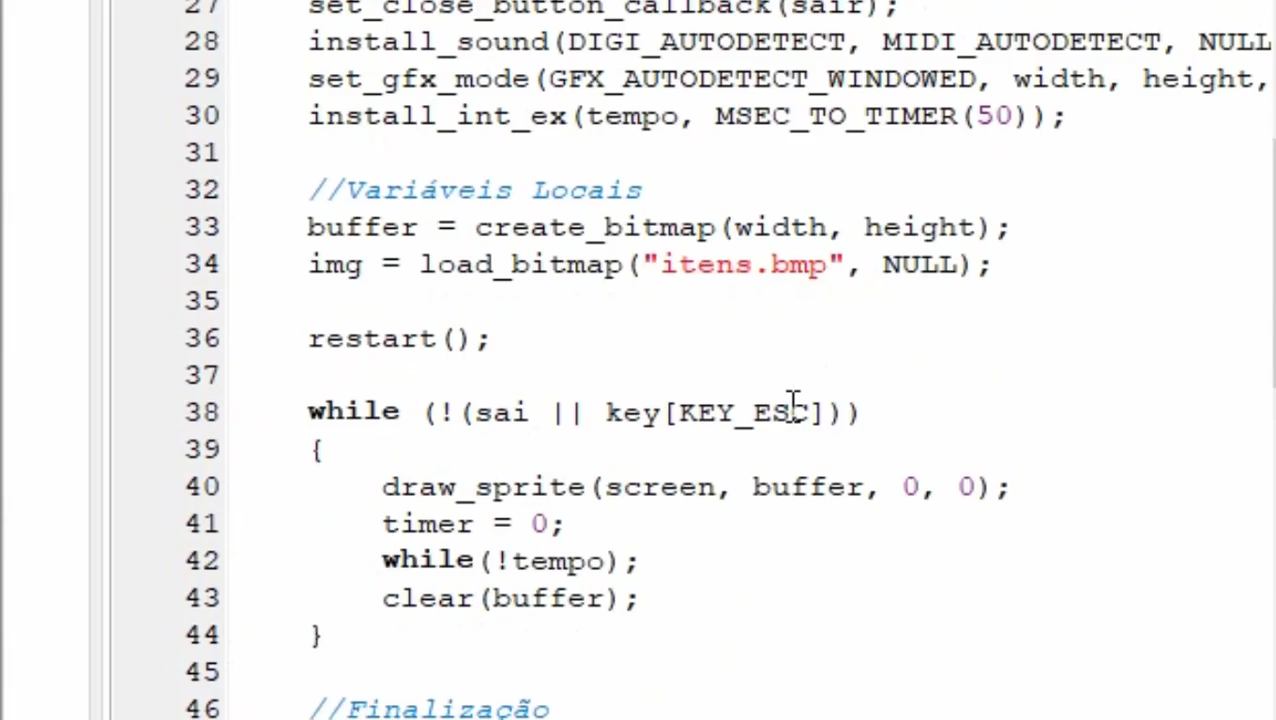 27 set_close_button_callback(sair);
28 install_sound(DIGI_AUTODETECT, MIDI_AUTODETECT, NULL
29 set_gfx_mode(GFX_AUTODETECT_WINDOWED, width, height,
30 install_int_ex(tempo, MSEC_TO_TIMER(50));
31
32 //Variáveis Locais
33 buffer = create_bitmap(width, height);
34 img = load_bitmap("itens.bmp", NULL);
35
36 restart();
37
38 while (!(sai || key[KEY_ESC]))
39 {
40 draw_sprite(screen, buffer, 0, 0);
41 timer = 0;
42 while(!tempo);
43 clear(buffer);
44 }
45
46 //Finalização